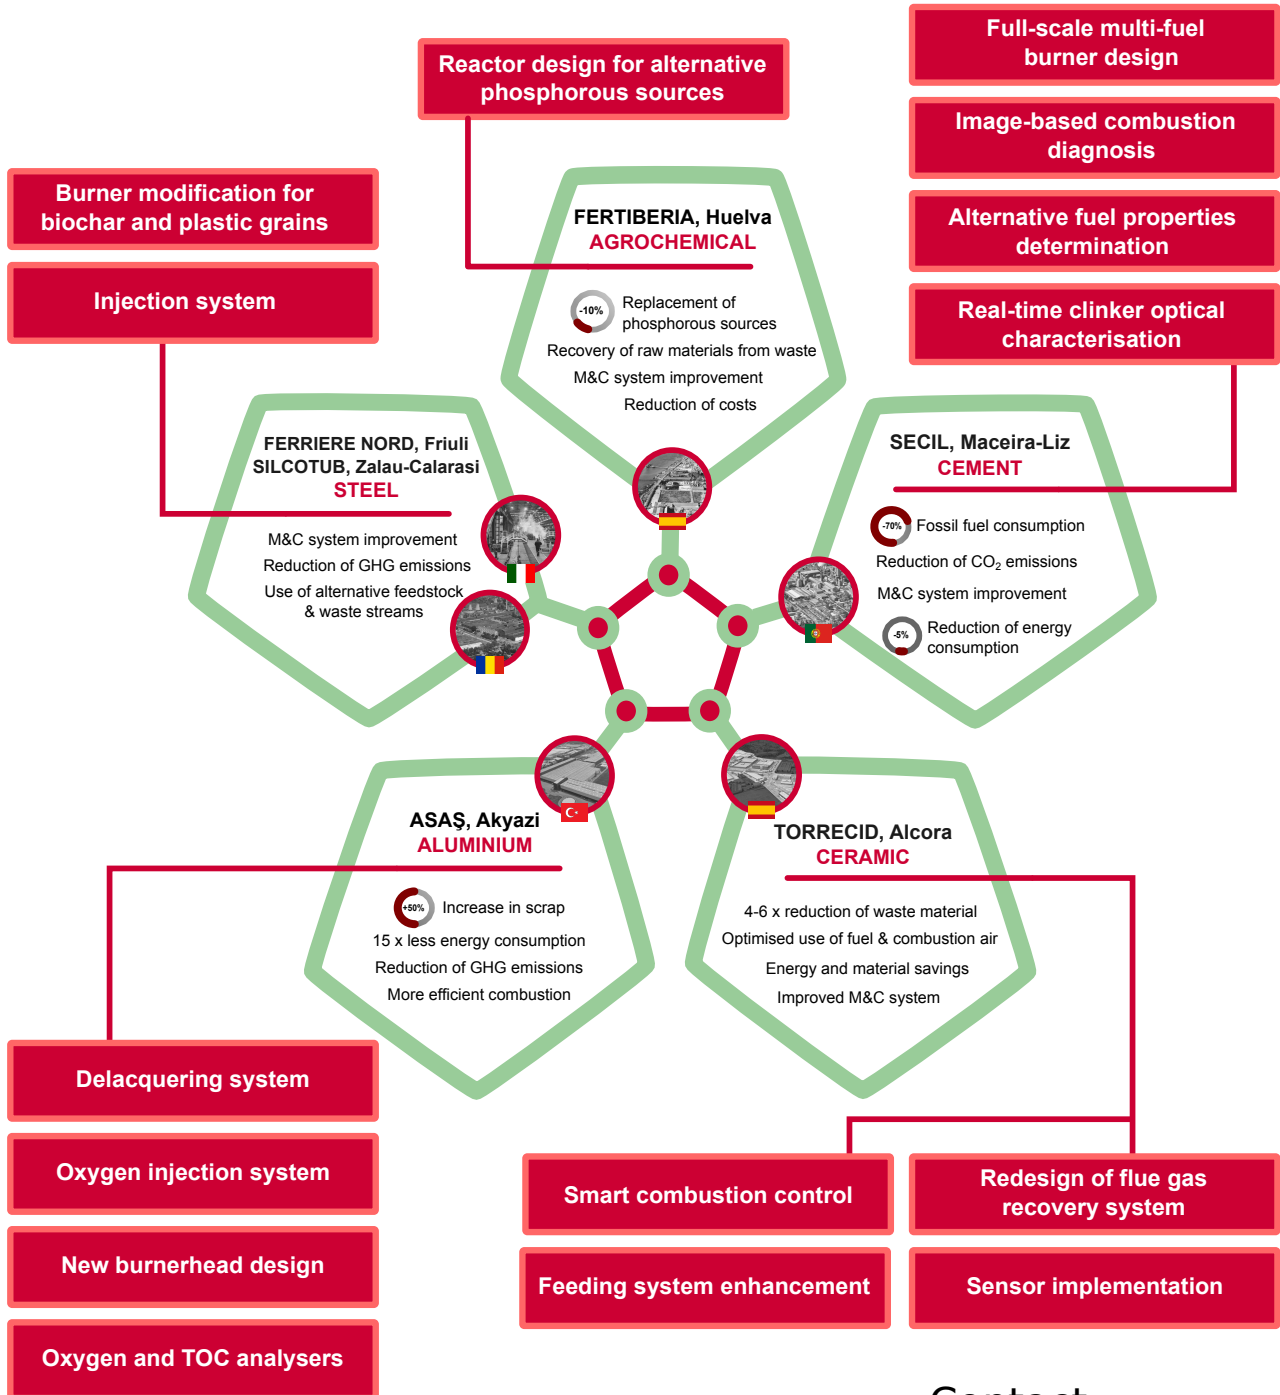 Full-scale multi-fuel
burner design
Reactor design for alternative
phosphorous sources
Image-based combustion
diagnosis
Burner modification for
biochar and plastic grains
Alternative fuel properties
determination
Injection system
Real-time clinker optical
characterisation
FERTIBERIA, Huelva
AGROCHEMICAL
-10%
Replacement of
phosphorous sources
Recovery of raw materials from waste
M&C system improvement
Reduction of costs
FERRIERE NORD, Friuli
SILCOTUB, Zalau-Calarasi
STEEL
M&C system improvement
Reduction of GHG emissions
Use of alternative feedstock
& waste streams
SECIL, Maceira-Liz
CEMENT
-70%
Fossil fuel consumption
Reduction of CO₂ emissions
M&C system improvement
-5%
Reduction of energy
consumption
ASAŞ, Akyazi
ALUMINIUM
+50%
Increase in scrap
15 x less energy consumption
Reduction of GHG emissions
More efficient combustion
TORRECID, Alcora
CERAMIC
4-6 x reduction of waste material
Optimised use of fuel & combustion air
Energy and material savings
Improved M&C system
Delacquering system
Oxygen injection system
New burnerhead design
Oxygen and TOC analysers
Smart combustion control
Redesign of flue gas
recovery system
Feeding system enhancement
Sensor implementation
Contact